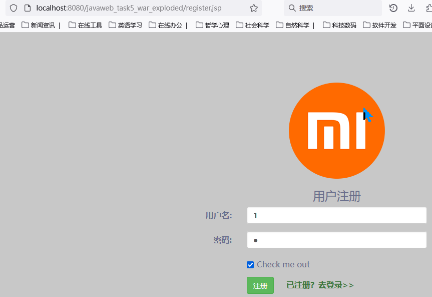 localhost:8080/javaweb_task5_war_exploded/register.jsp
搜索
品运营 新闻资讯 | 在线工具 英语学习 在线办公 | 哲学心理 社会科学 自然科学 | 科技数码 软件开发 平面设
mi
用户注册
用户名: 1
密码:
Check me out
注册 已注册？去登录>>